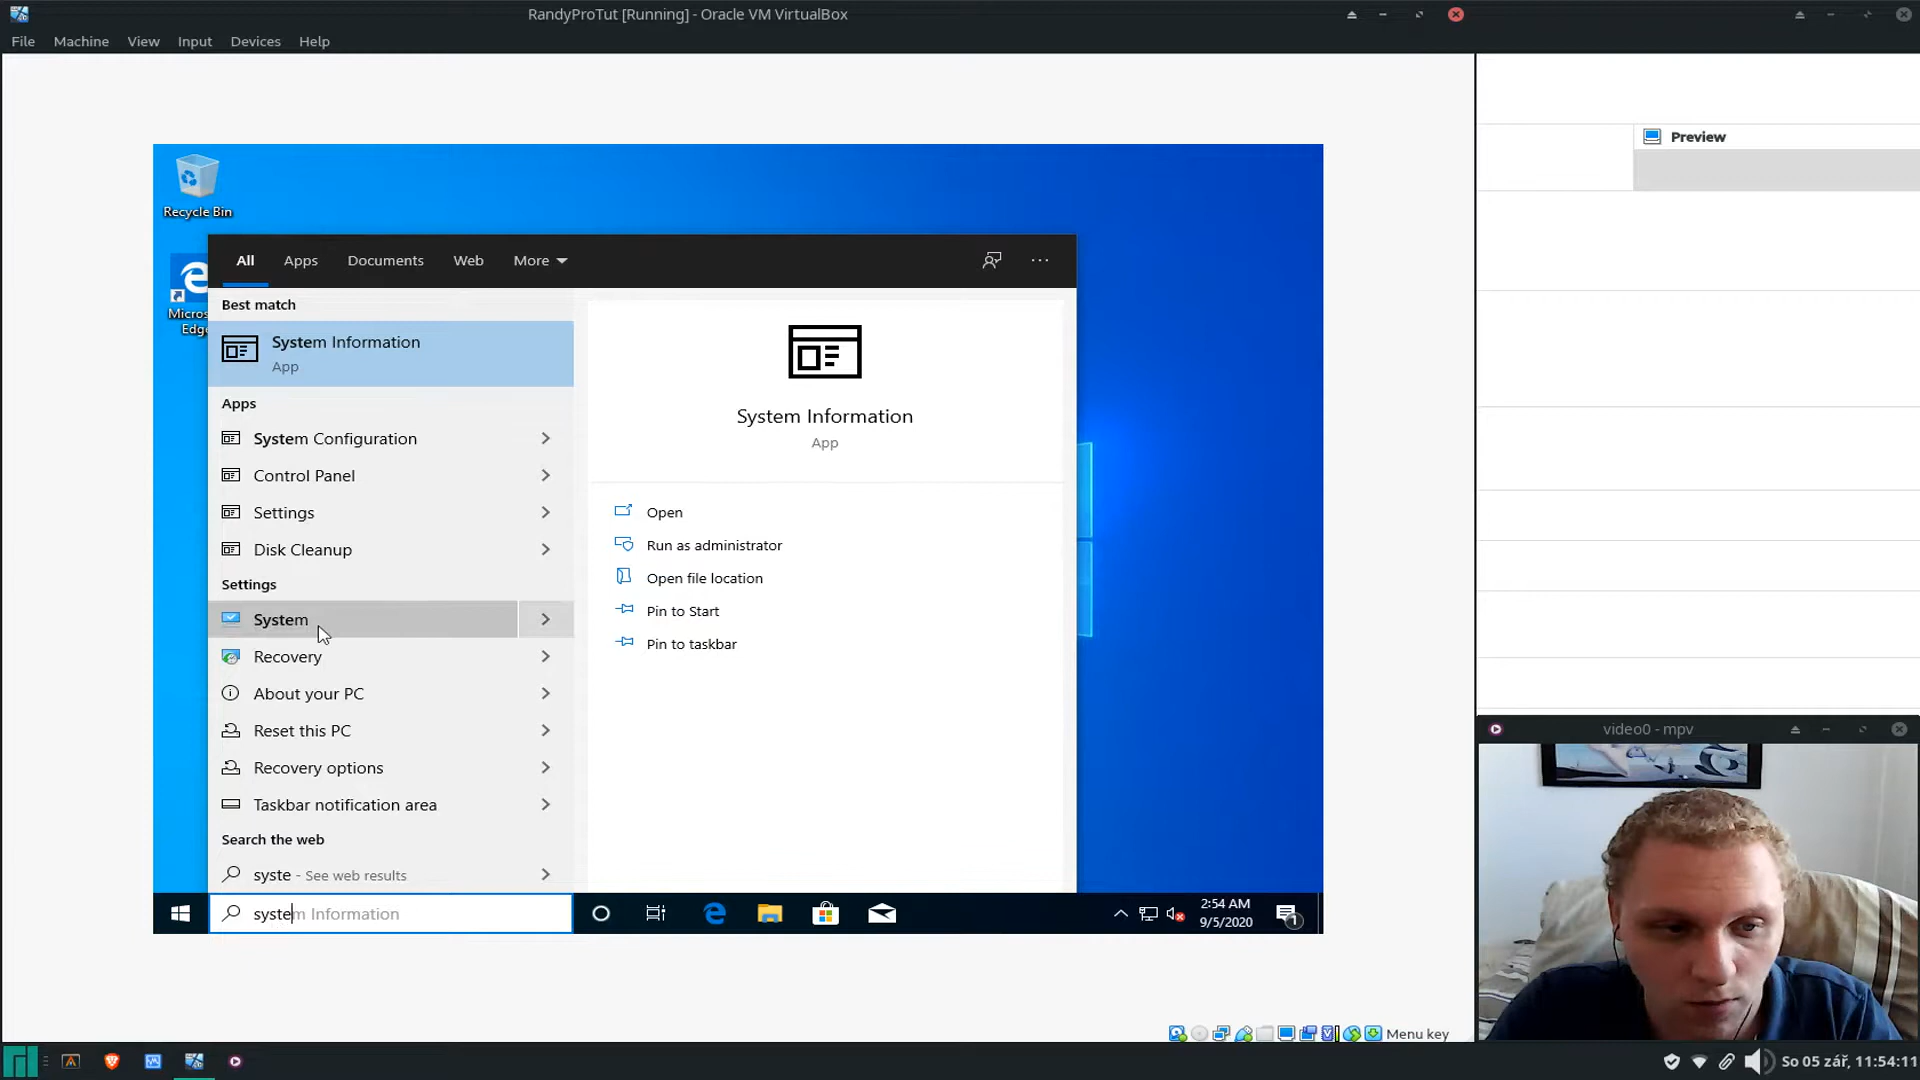 RandyProTut [Running] - Oracle VM VirtualBox
File Machine View Input Devices Help
Preview
Recycle Bin
Micros
Edge
All Apps Documents Web More
Best match
System Information
App
Apps
System Configuration
Control Panel
Settings
Disk Cleanup
Settings
System
Recovery
About your PC
Reset this PC
Recovery options
Taskbar notification area
Search the web
syste - See web results
System Information
App
Open
Run as administrator
Open file location
Pin to Start
Pin to taskbar
system Information
2:54 AM
9/5/2020
1
video0 - mpv
Menu key
So 05 zář, 11:54:11